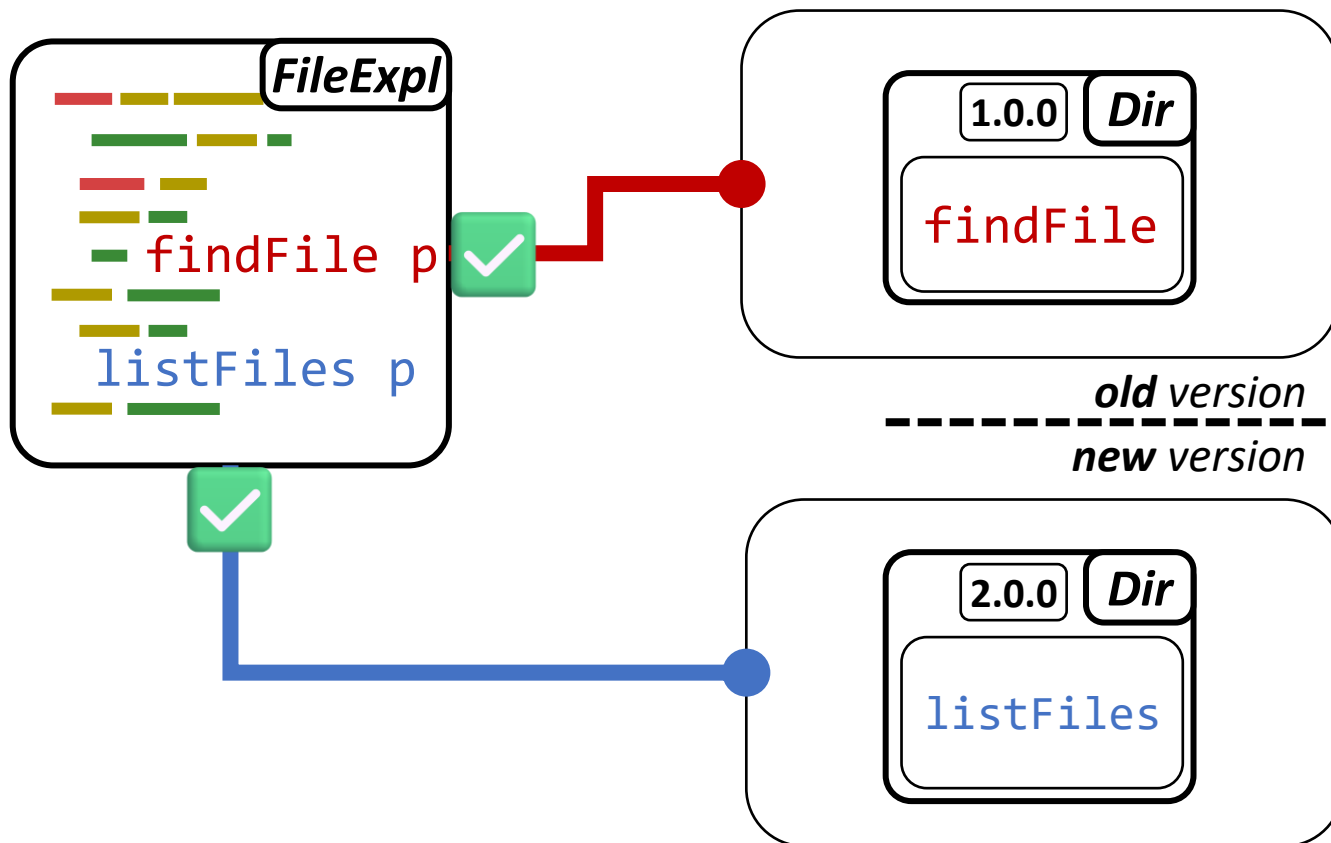 FileExpl
findFile p
listFiles p
1.0.0
Dir
findFile
old version
new version
2.0.0
Dir
listFiles